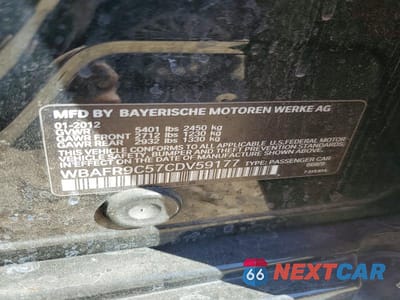 MFD BY BAYERISCHE MOTOREN WERKE AG
01/2012
GVWR 5401 lbs 2450 kg
GAWR FRONT 2712 lbs 1230 kg
GAWR REAR 2932 lbs 1330 kg
THIS VEHICLE CONFORMS TO ALL APPLICABLE U.S. FEDERAL MOTOR
VEHICLE SAFETY, BUMPER, AND THEFT PREVENTION STANDARDS
IN EFFECT ON THE DATE OF MANUFACTURE SHOWN ABOVE.
WBAFR9C57CDV59177 TYPE: PASSENGER CAR
66 NEXTCAR